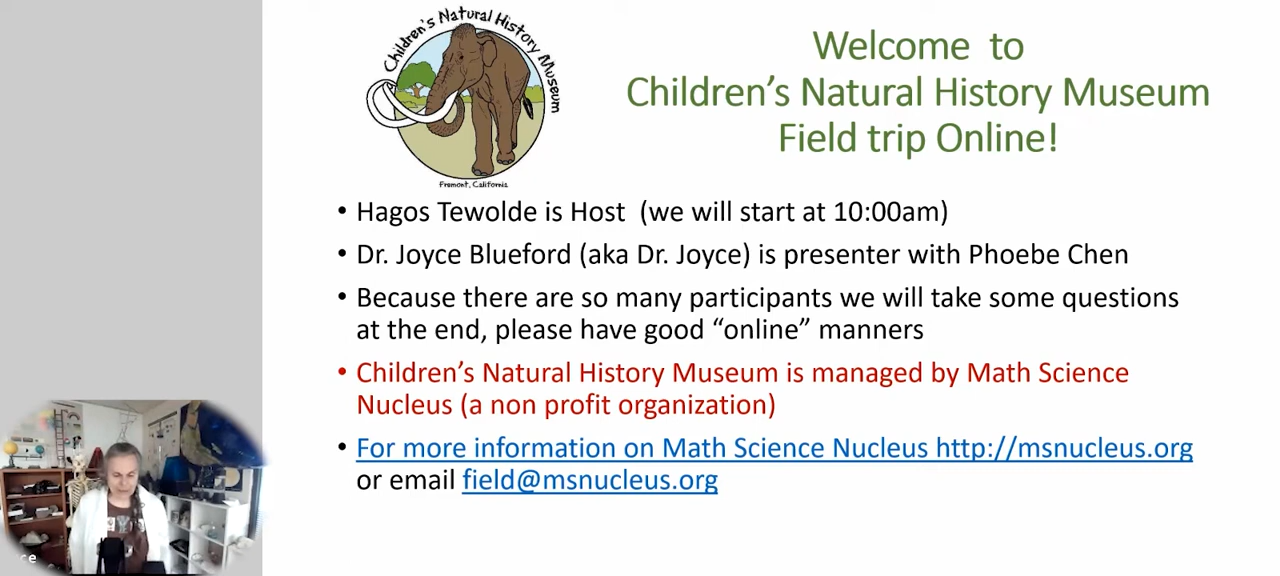 Children's Natural History Museum
Fremont, California
Welcome to
Children's Natural History Museum
Field trip Online!
• Hagos Tewolde is Host (we will start at 10:00am)
• Dr. Joyce Blueford (aka Dr. Joyce) is presenter with Phoebe Chen
• Because there are so many participants we will take some questions
at the end, please have good “online” manners
• Children's Natural History Museum is managed by Math Science
Nucleus (a non profit organization)
• For more information on Math Science Nucleus http://msnucleus.org
or email field@msnucleus.org